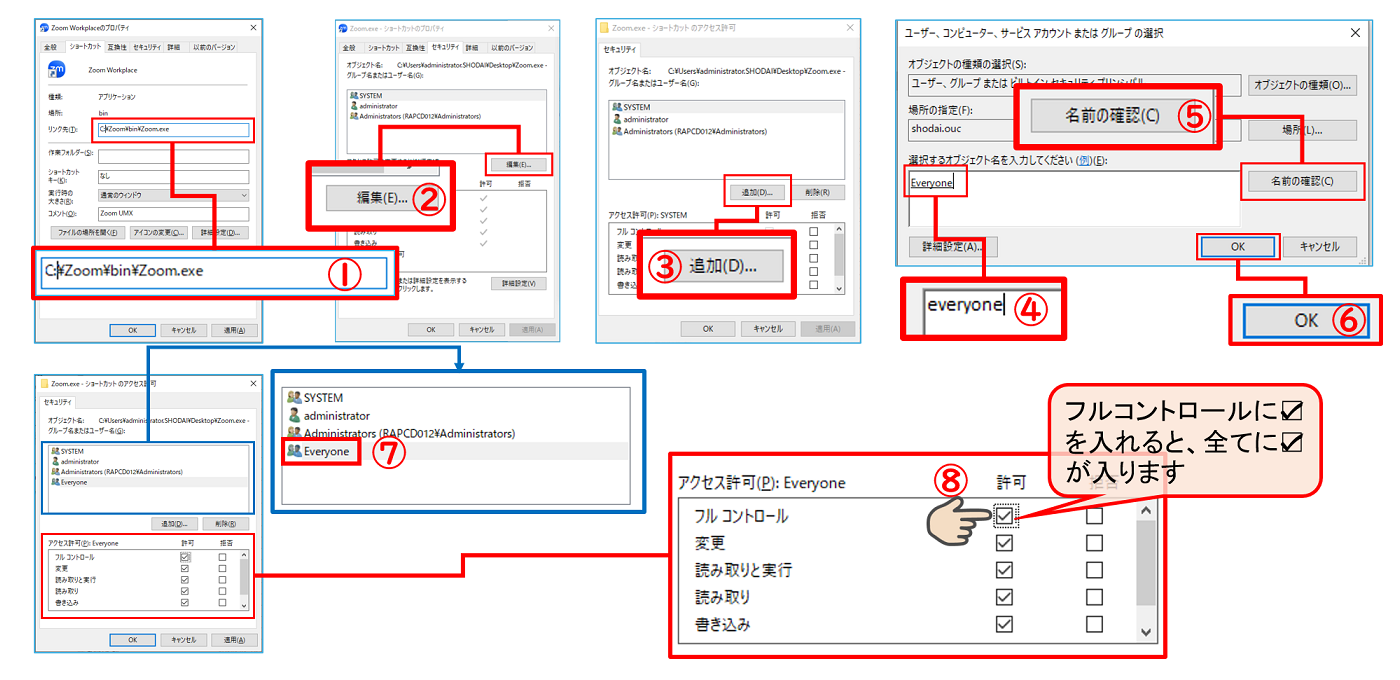 Zoom Workplaceのプロパティ
全般 ショートカット 互換性 セキュリティ 詳細 以前のバージョン
Zoom Workplace
種類: アプリケーション
場所: bin
リンク先(T): C:¥Zoom¥bin¥Zoom.exe
作業フォルダー(S):
ショートカット
キー(K): なし
実行時の
大きさ(R): 通常のウィンドウ
コメント(O): Zoom UMX
ファイルの場所を開く(F) アイコンの変更(C)... 詳細設定(D)...
C:¥Zoom¥bin¥Zoom.exe ①
OK キャンセル 適用(A)
Zoom.exe - ショートカットのプロパティ
全般 ショートカット 互換性 セキュリティ 詳細 以前のバージョン
オブジェクト名: C:¥Users¥administrator.SHODAI¥Desktop¥Zoom.exe -
グループ名またはユーザー名(G):
SYSTEM
administrator
Administrators (RAPCD012¥Administrators)
編集(E)...
許可 拒否
編集(E)... ②
または詳細設定を表示する
クリックします。
詳細設定(V)
OK キャンセル 適用(A)
Zoom.exe - ショートカット のアクセス許可
セキュリティ
オブジェクト名: C:¥Users¥administrator.SHODAI¥Desktop¥Zoom.exe -
グループ名またはユーザー名(G):
SYSTEM
administrator
Administrators (RAPCD012¥Administrators)
追加(D)... 削除(R)
アクセス許可(P): SYSTEM 許可 拒否
フル コントロール
変更
読み取
読み取
書き込
③ 追加(D)...
OK キャンセル 適用(A)
ユーザー、コンピューター、サービス アカウント または グループ の選択
オブジェクトの種類の選択(S):
ユーザー、グループ または ビルトイン セキュリティ プリンシパル
オブジェクトの種類(O)...
場所の指定(F):
shodai.ouc
場所(L)...
名前の確認(C) ⑤
選択するオブジェクト名を入力してください (例)(E):
Everyone
名前の確認(C)
詳細設定(A)...
OK キャンセル
everyone ④
OK ⑥
Zoom.exe - ショートカット のアクセス許可
セキュリティ
オブジェクト名: C:¥Users¥administrator.SHODAI¥Desktop¥Zoom.exe -
グループ名またはユーザー名(G):
SYSTEM
administrator
Administrators (RAPCD012¥Administrators)
Everyone
追加(D)... 削除(R)
アクセス許可(P): Everyone 許可 拒否
フル コントロール
変更
読み取りと実行
読み取り
書き込み
OK キャンセル 適用(A)
SYSTEM
administrator
Administrators (RAPCD012¥Administrators)
Everyone ⑦
フルコントロールに☑
を入れると、全てに☑
が入ります
アクセス許可(P): Everyone ⑧ 許可 拒否
フル コントロール
変更
読み取りと実行
読み取り
書き込み